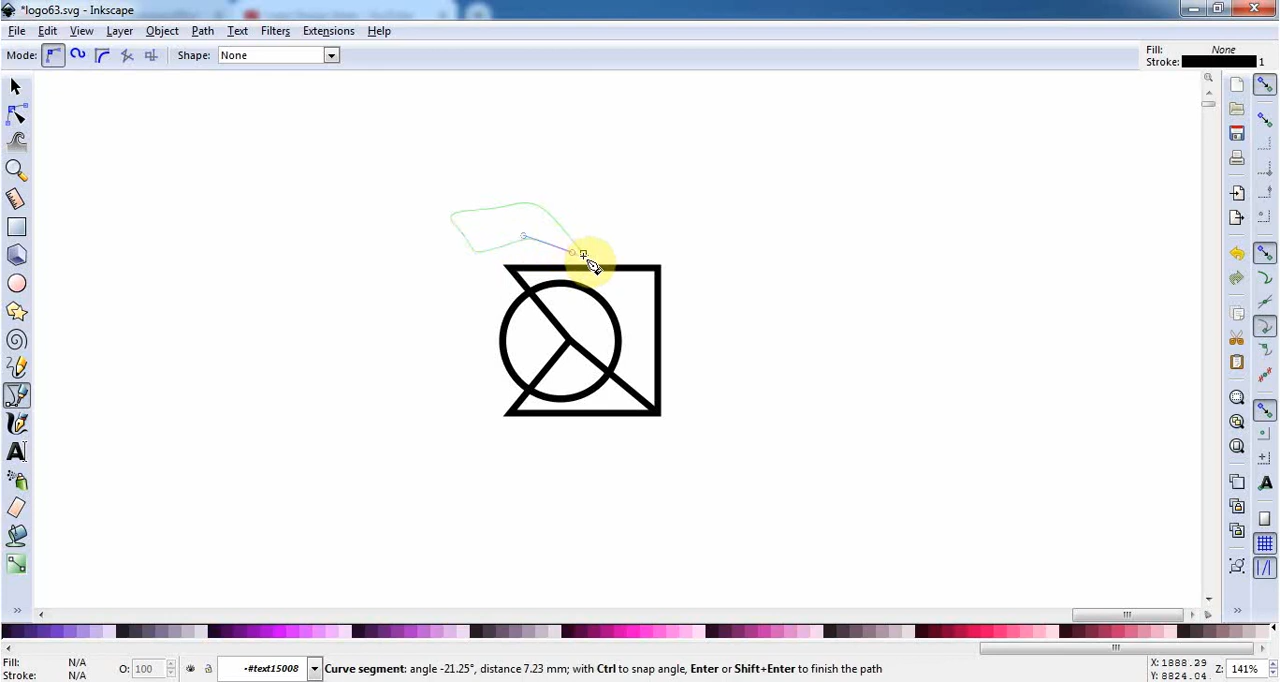 *logo63.svg - Inkscape
File Edit View Layer Object Path Text Filters Extensions Help
Mode: Shape: None
Fill: None
Stroke: 1
A
A
Fill: N/A
Stroke: N/A
O: 100
·#text15008
Curve segment: angle -21.25°, distance 7.23 mm; with Ctrl to snap angle, Enter or Shift+Enter to finish the path
X: 1888.29
Y: 8824.04
Z: 141%